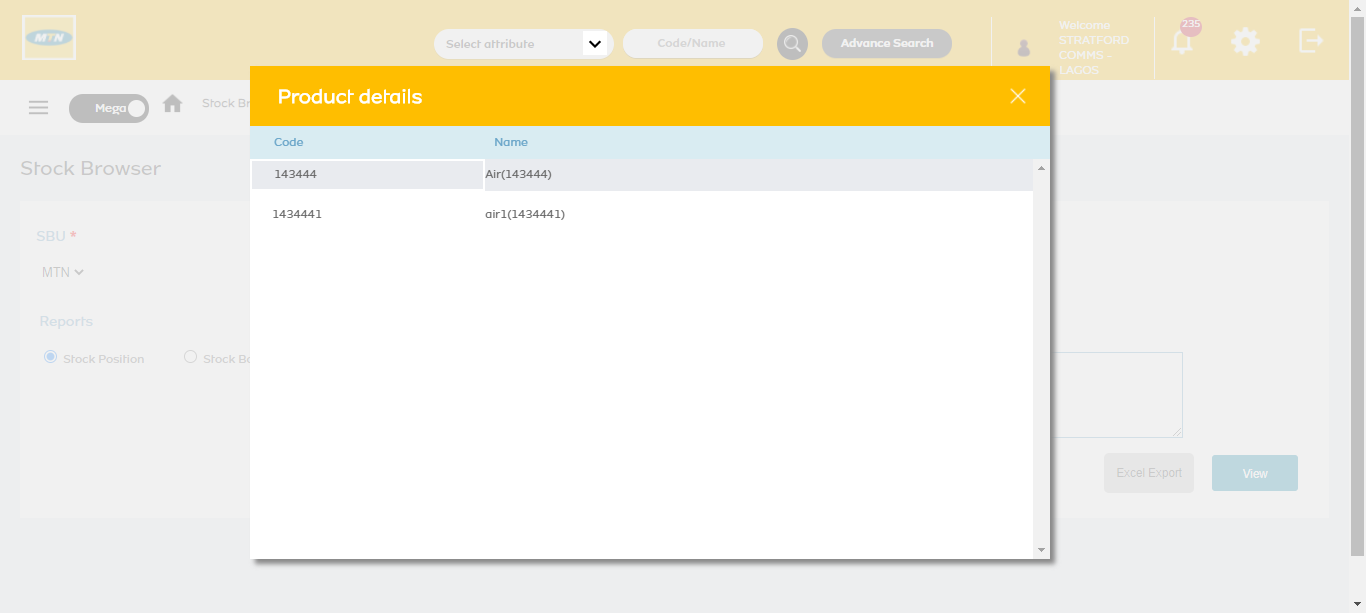 MTN
Select attribute
Code/Name
Advance Search
Welcome
STRATFORD
COMMS -
LAGOS
235
Mega
Stock Br
Product details
Code Name
143444 Air(143444)
1434441 air1(1434441)
Stock Browser
SBU *
MTN
Reports
Stock Position
Stock Ba
Excel Export
View